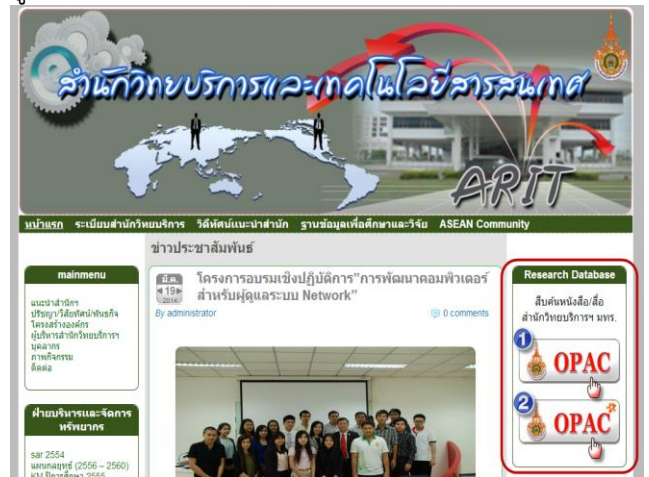 สำนักวิทยบริการและเทคโนโลยีสารสนเทศ
ARIT
หน้าแรก ระเบียบสำนักวิทยบริการ วิดีทัศน์แนะนำสำนัก ฐานข้อมูลเพื่อศึกษาและวิจัย ASEAN Community
ข่าวประชาสัมพันธ์
mainmenu
แนะนำสำนักฯ
ปรัชญา/วิสัยทัศน์/พันธกิจ
โครงสร้างองค์กร
ผู้บริหารสำนักวิทยบริการฯ
บุคลากร
ภาพกิจกรรม
ติดต่อ
ฝ่ายบริหารและจัดการ
ทรัพยากร
sar 2554
แผนกลยุทธ์ (2556 – 2560)
KM ปีการศึกษา 2555
มี.ค.
19
2014
โครงการอบรมเชิงปฏิบัติการ"การพัฒนาคอมพิวเตอร์
สำหรับผู้ดูแลระบบ Network"
By administrator
0 comments
Research Database
สืบค้นหนังสือ/สื่อ
สำนักวิทยบริการฯ มทร.
1
OPAC
2
OPAC